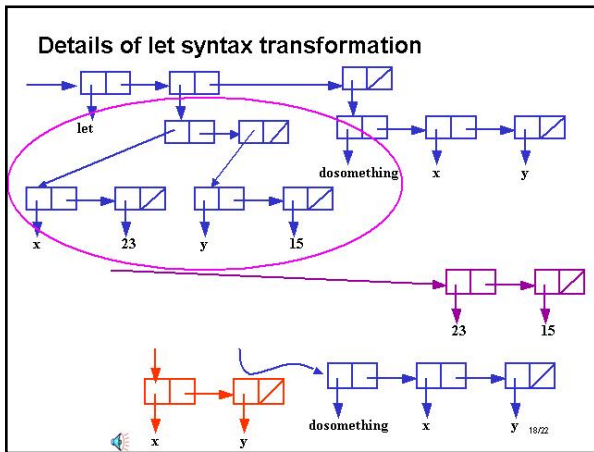 Details of let syntax transformation
let
dosomething x y
x 23 y 15
23 15
dosomething x y
x y
18/22